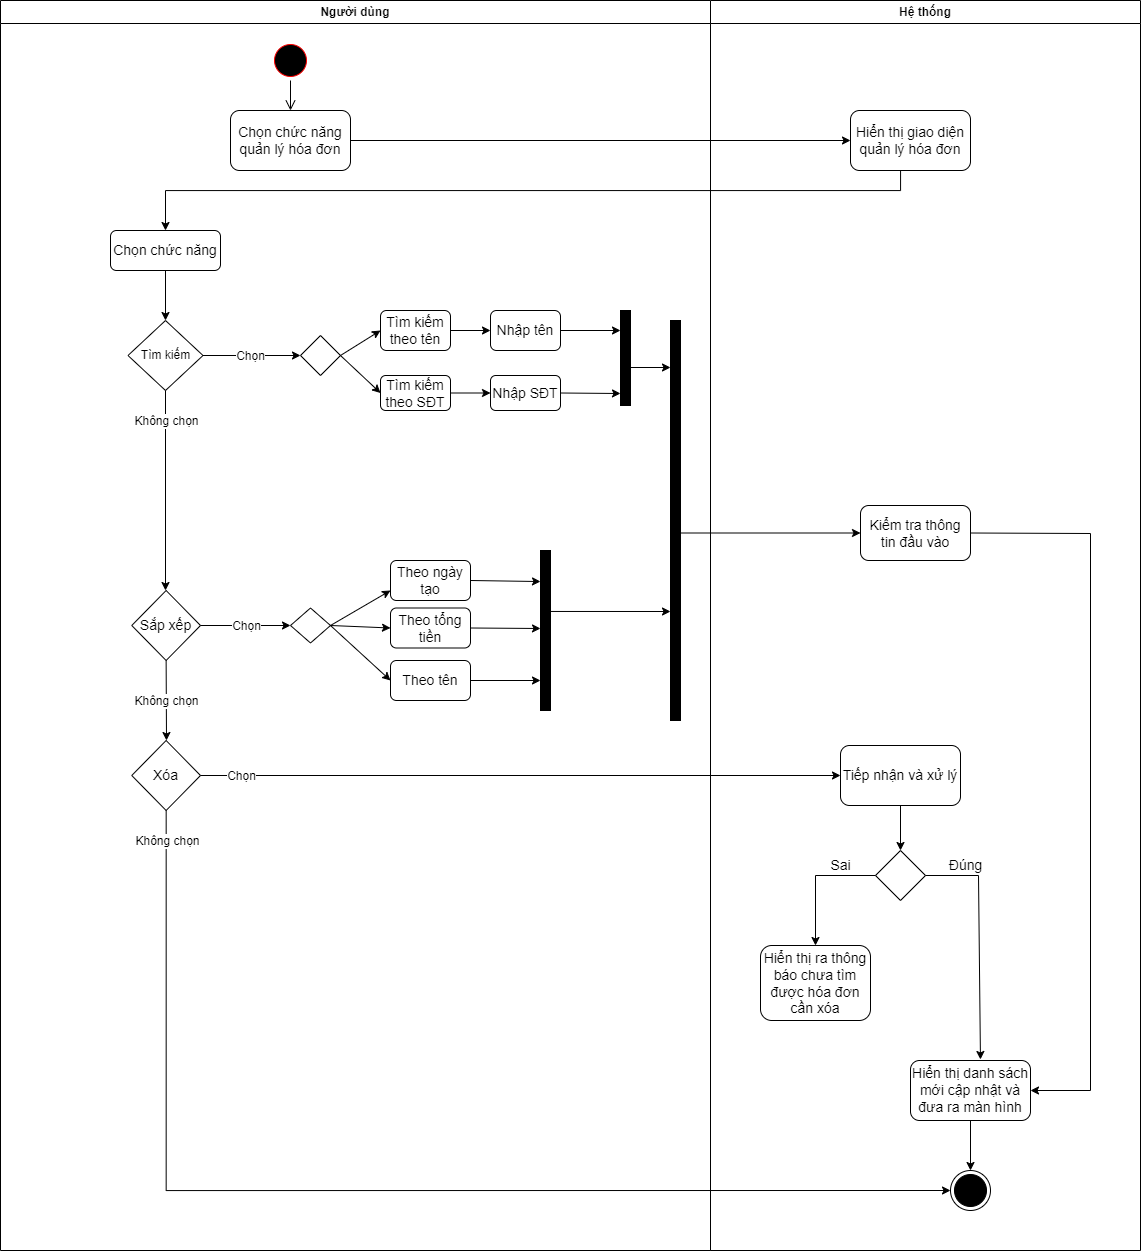 Người dùng
Hệ thống
Chọn chức năng
quản lý hóa đơn
Hiển thị giao diện
quản lý hóa đơn
Chọn chức năng
Tìm kiếm
Chọn
Tìm kiếm
theo tên
Nhập tên
Tìm kiếm
theo SĐT
Nhập SĐT
Không chọn
Kiểm tra thông
tin đầu vào
Sắp xếp
Chọn
Theo ngày
tạo
Theo tổng
tiền
Theo tên
Không chọn
Xóa
Chọn
Tiếp nhận và xử lý
Không chọn
Sai
Đúng
Hiển thị ra thông
báo chưa tìm
được hóa đơn
cần xóa
Hiển thị danh sách
mới cập nhật và
đưa ra màn hình